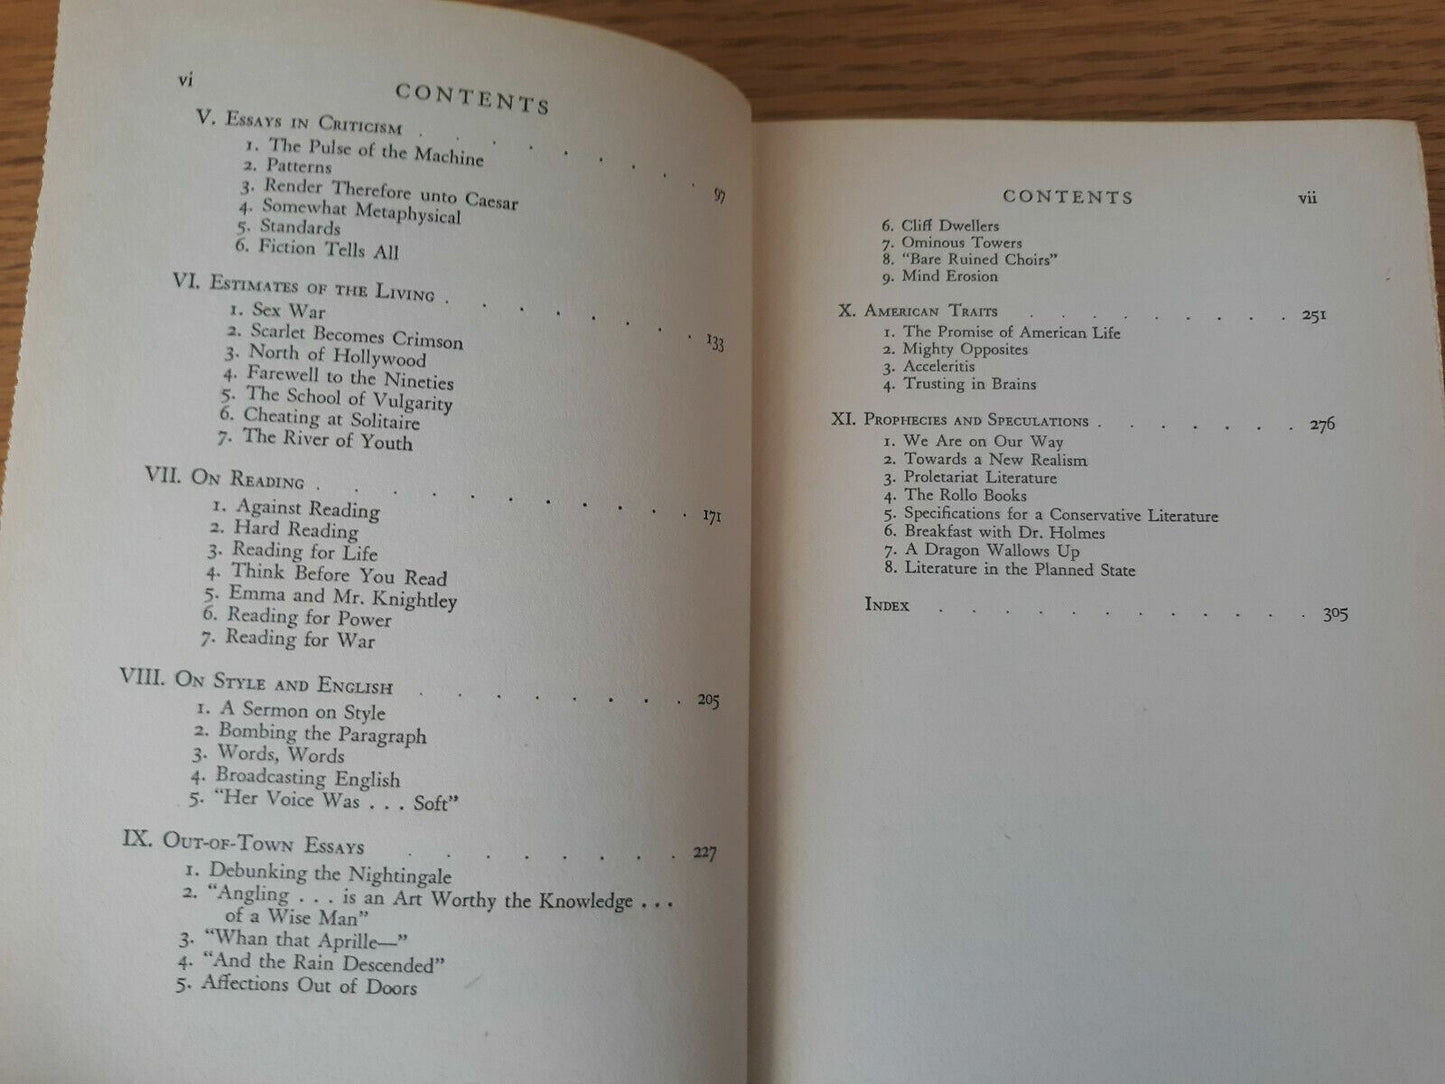 vi
CONTENTS
V. Essays in Criticism . . . . . . . . 97
1. The Pulse of the Machine
2. Patterns
3. Render Therefore unto Caesar
4. Somewhat Metaphysical
5. Standards
6. Fiction Tells All
VI. Estimates of the Living . . . . . . . . 133
1. Sex War
2. Scarlet Becomes Crimson
3. North of Hollywood
4. Farewell to the Nineties
5. The School of Vulgarity
6. Cheating at Solitaire
7. The River of Youth
VII. On Reading . . . . . . . . . . 171
1. Against Reading
2. Hard Reading
3. Reading for Life
4. Think Before You Read
5. Emma and Mr. Knightley
6. Reading for Power
7. Reading for War
VIII. On Style and English . . . . . . . . 205
1. A Sermon on Style
2. Bombing the Paragraph
3. Words, Words
4. Broadcasting English
5. "Her Voice Was . . . Soft"
IX. Out-of-Town Essays . . . . . . . . 227
1. Debunking the Nightingale
2. "Angling . . . is an Art Worthy the Knowledge . . .
of a Wise Man"
3. "Whan that Aprille—"
4. "And the Rain Descended"
5. Affections Out of Doors
CONTENTS vii
6. Cliff Dwellers
7. Ominous Towers
8. "Bare Ruined Choirs"
9. Mind Erosion
X. American Traits . . . . . . . . . 251
1. The Promise of American Life
2. Mighty Opposites
3. Acceleritis
4. Trusting in Brains
XI. Prophecies and Speculations . . . . . . . 276
1. We Are on Our Way
2. Towards a New Realism
3. Proletariat Literature
4. The Rollo Books
5. Specifications for a Conservative Literature
6. Breakfast with Dr. Holmes
7. A Dragon Wallows Up
8. Literature in the Planned State
Index . . . . . . . . . . . . 305